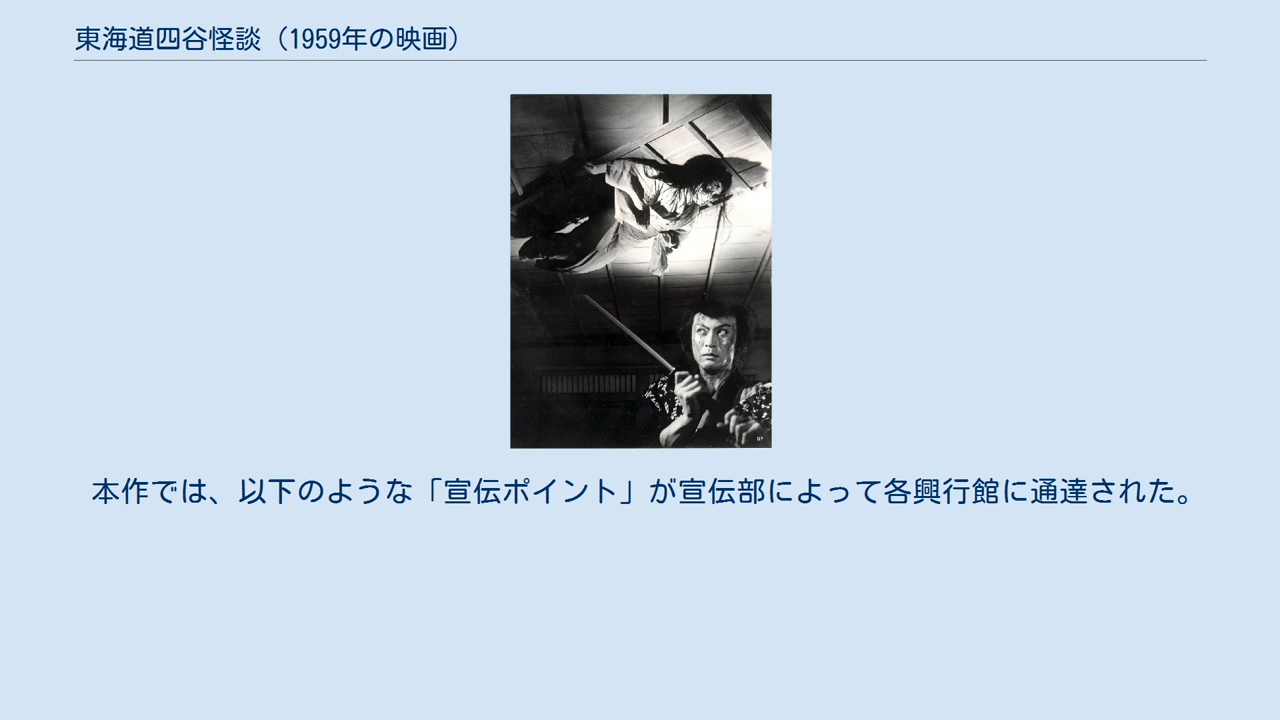 東海道四谷怪談（1959年の映画）
本作では、以下のような「宣伝ポイント」が宣伝部によって各興行館に通達された。